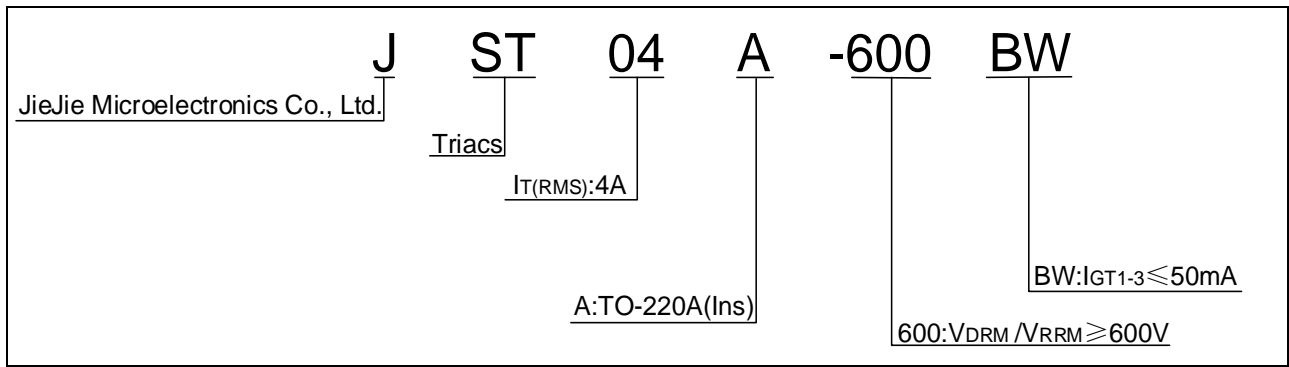 J ST 04 A -600 BW
JieJie Microelectronics Co., Ltd.
Triacs
IT(RMS):4A
BW:IGT1-3≤50mA
A:TO-220A(Ins)
600:VDRM /VRRM≥600V